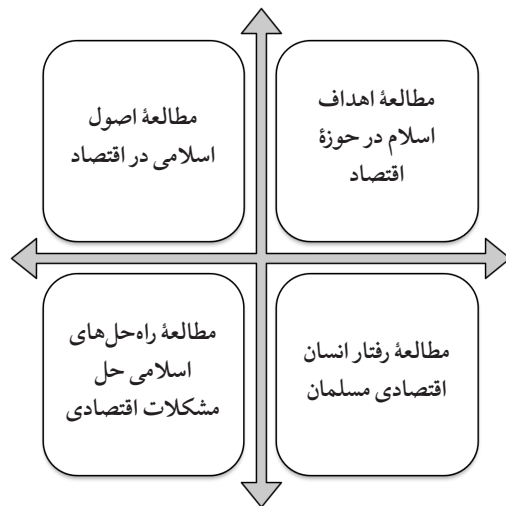 مطالعهٔ اهداف
اسلام در حوزهٔ
اقتصاد
مطالعهٔ اصول
اسلامی در اقتصاد
مطالعهٔ رفتار انسان
اقتصادی مسلمان
مطالعهٔ راه‌حل‌های
اسلامی حل
مشکلات اقتصادی